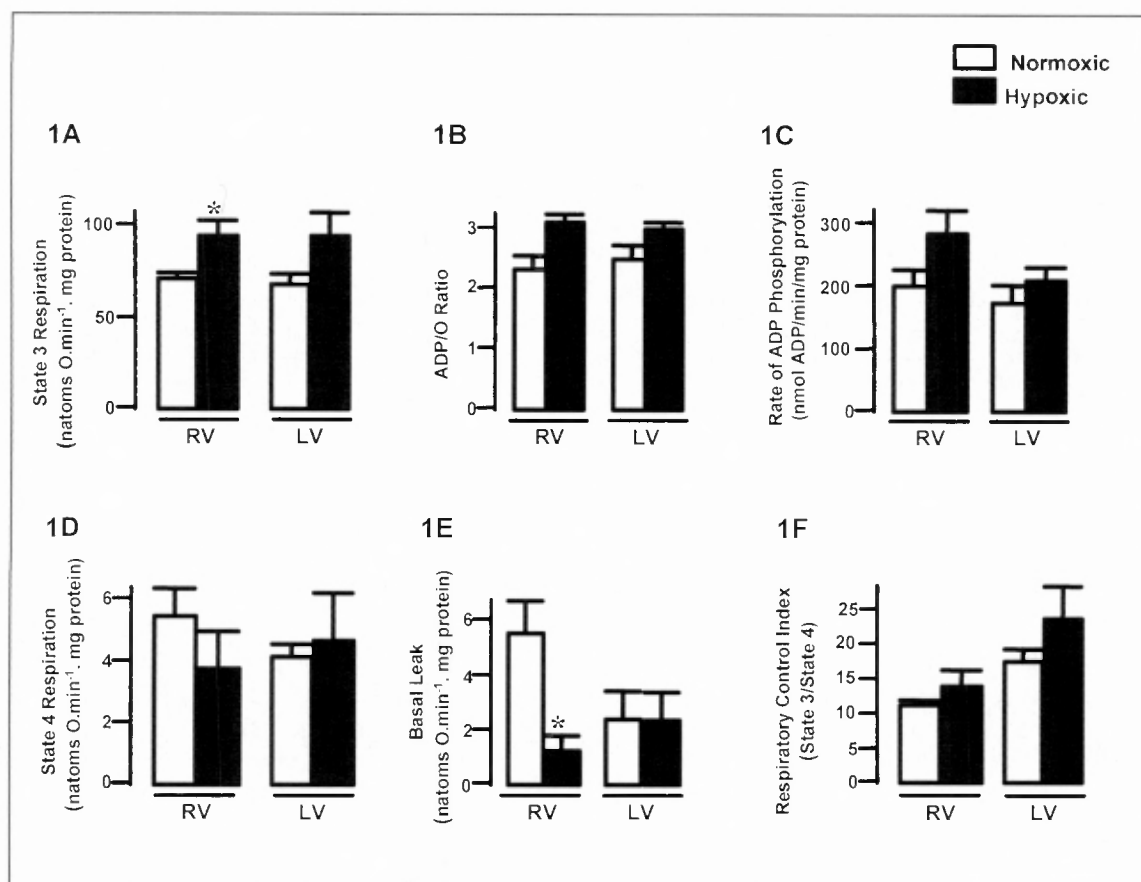 Normoxic
Hypoxic
1A
State 3 Respiration
(natoms O.min⁻¹. mg protein)
100
50
0
*
RV
LV
1B
ADP/O Ratio
3
2
1
0
RV
LV
1C
Rate of ADP Phosphorylation
(nmol ADP/min/mg protein)
300
200
100
0
RV
LV
1D
State 4 Respiration
(natoms O.min⁻¹. mg protein)
6
4
2
0
RV
LV
1E
Basal Leak
(natoms O.min⁻¹. mg protein)
6
4
2
0
*
RV
LV
1F
Respiratory Control Index
(State 3/State 4)
25
20
15
10
5
0
RV
LV